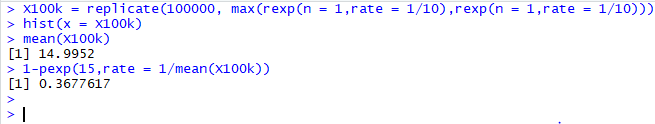 > X100k = replicate(100000, max(rexp(n = 1,rate = 1/10),rexp(n = 1,rate = 1/10)))
> hist(x = X100k)
> mean(X100k)
[1] 14.9952
> 1-pexp(15,rate = 1/mean(X100k))
[1] 0.3677617
>
>